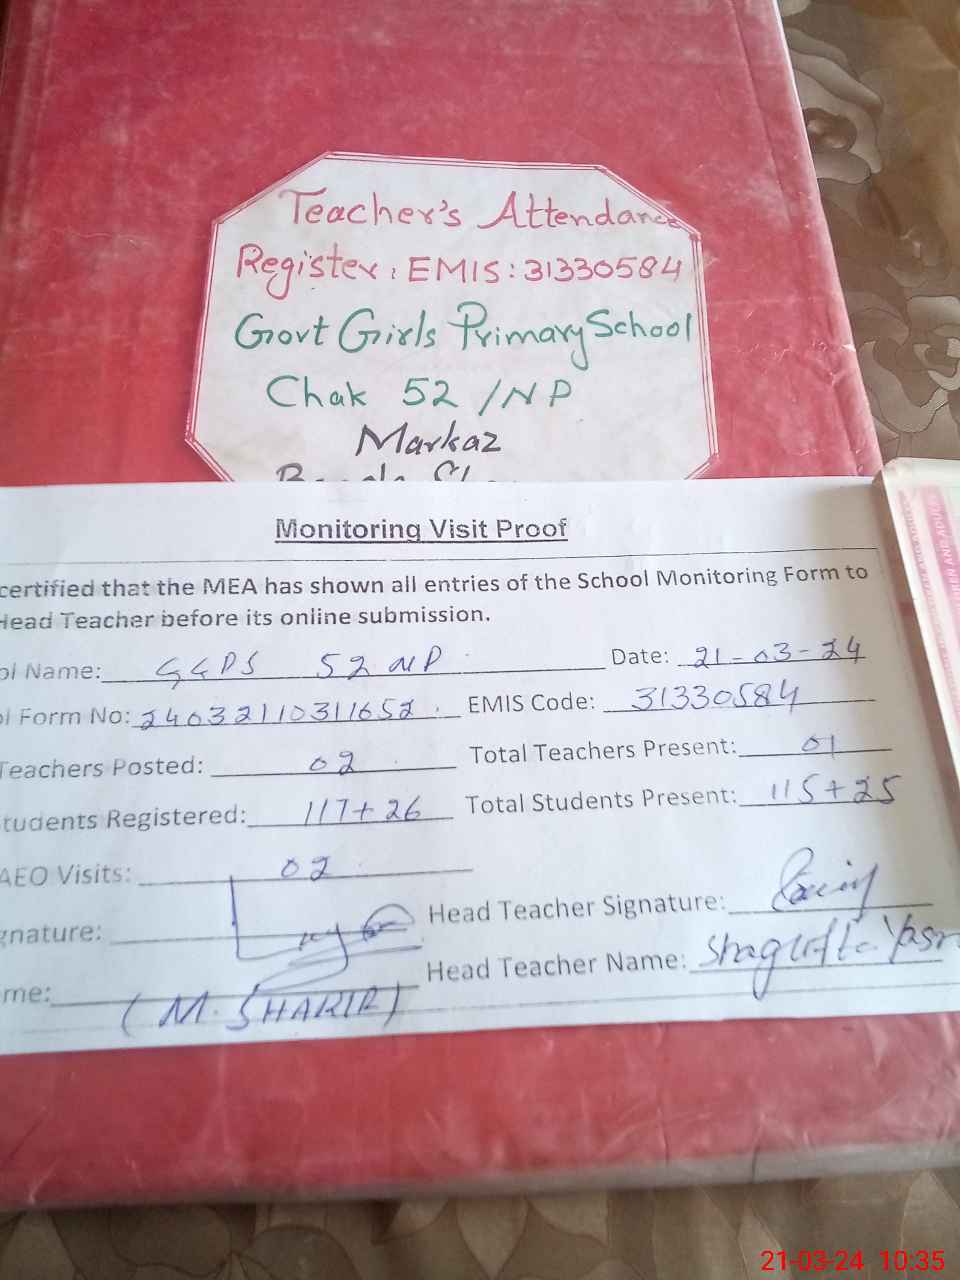 Teacher's Attendance
Register: EMIS: 31330584
Govt Girls Primary School
Chak 52 /NP
Markaz
Monitoring Visit Proof
certified that the MEA has shown all entries of the School Monitoring Form to
Head Teacher before its online submission.
ol Name: GGPS 52 NP Date: 21-03-24
ol Form No: 24032110311652. EMIS Code: 31330584
Teachers Posted: 02 Total Teachers Present: 01
tudents Registered: 117+26 Total Students Present: 115+25
AEO Visits: 02
gnature: Head Teacher Signature:
me: (M. SHAKIR) Head Teacher Name: Shagufta Yasm
21-03-24 10:35